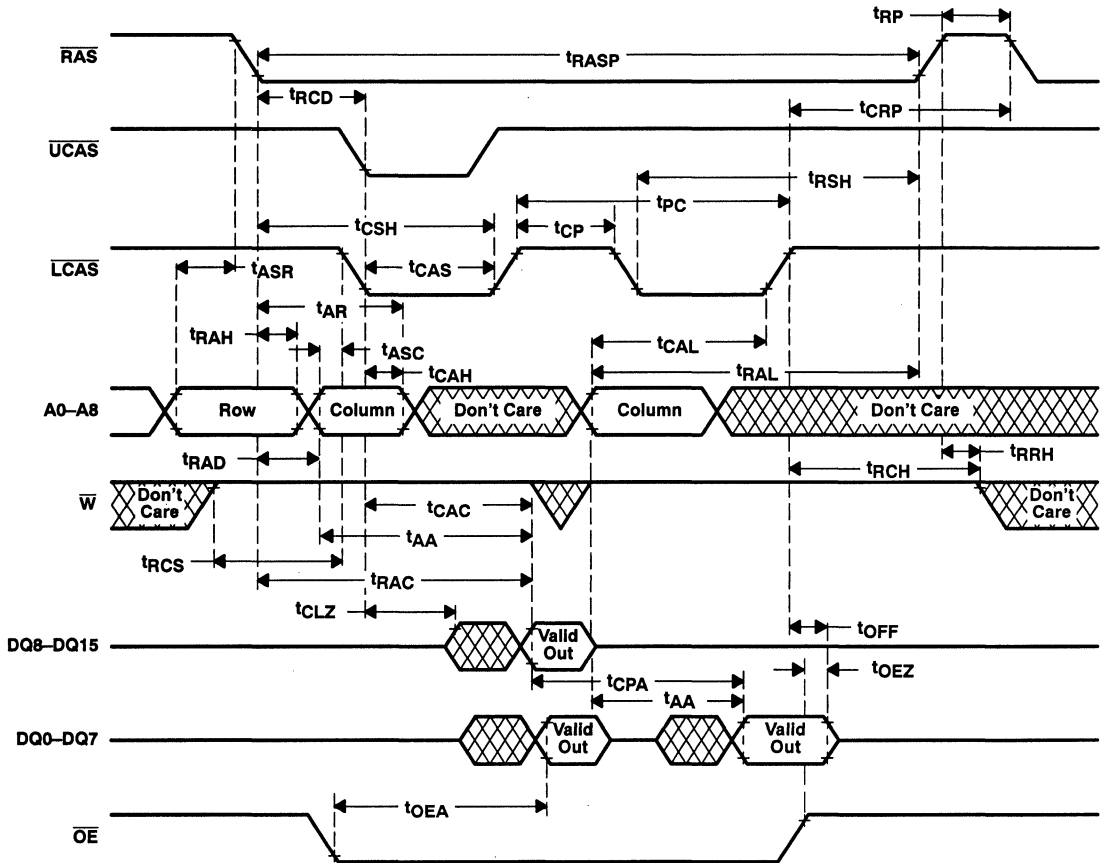 tRP
RAS
tRASP
tRCD
tCRP
UCAS
tRSH
tPC
tCSH
tCP
LCAS
tASR
tCAS
tAR
tRAH
tASC
tCAL
tCAH
tRAL
A0–A8
Row
Column
Don't Care
Column
Don't Care
tRAD
tRRH
tRCH
W
Don't
Care
tCAC
Don't
Care
tAA
tRCS
tRAC
tCLZ
DQ8–DQ15
Valid
Out
tOFF
tOEZ
tCPA
tAA
DQ0–DQ7
Valid
Out
Valid
Out
tOEA
OE